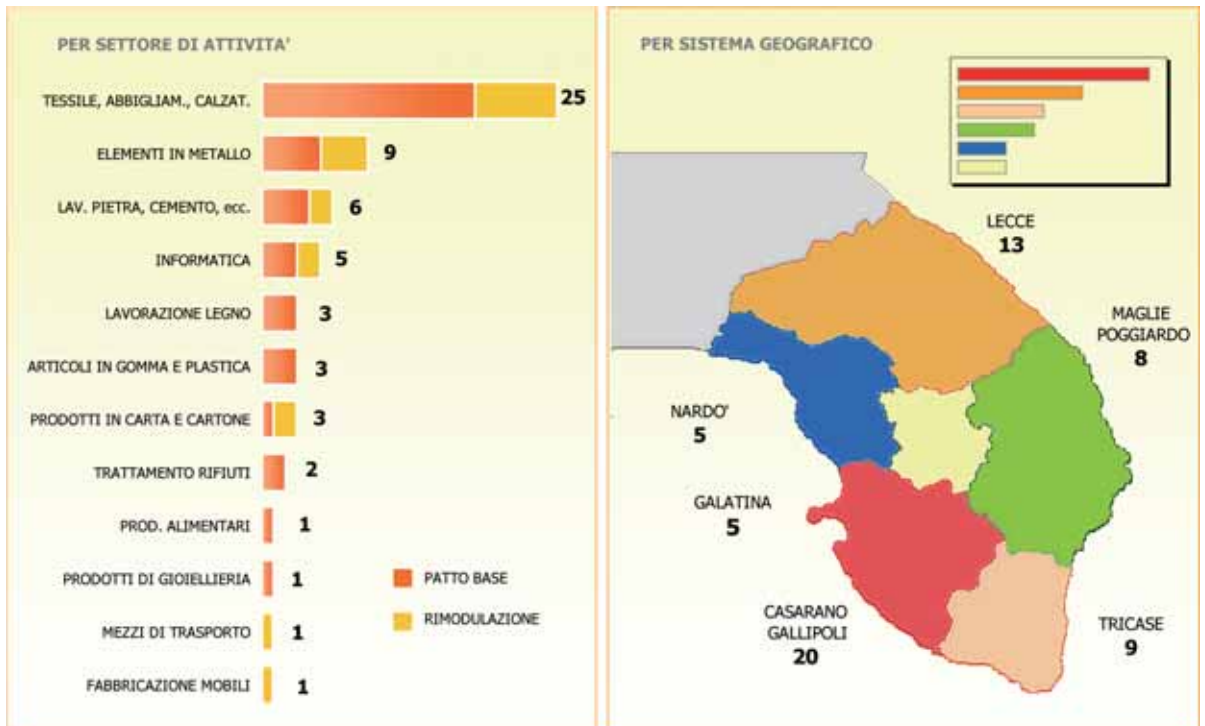 PER SETTORE DI ATTIVITA'
TESSILE, ABBIGLIAM., CALZAT.
25
ELEMENTI IN METALLO
9
LAV. PIETRA, CEMENTO, ecc.
6
INFORMATICA
5
LAVORAZIONE LEGNO
3
ARTICOLI IN GOMMA E PLASTICA
3
PRODOTTI IN CARTA E CARTONE
3
TRATTAMENTO RIFIUTI
2
PROD. ALIMENTARI
1
PRODOTTI DI GIOIELLIERIA
1
MEZZI DI TRASPORTO
1
FABBRICAZIONE MOBILI
1
PATTO BASE
RIMODULAZIONE
PER SISTEMA GEOGRAFICO
LECCE
13
MAGLIE
POGGIARDO
8
NARDO'
5
GALATINA
5
CASARANO
GALLIPOLI
20
TRICASE
9